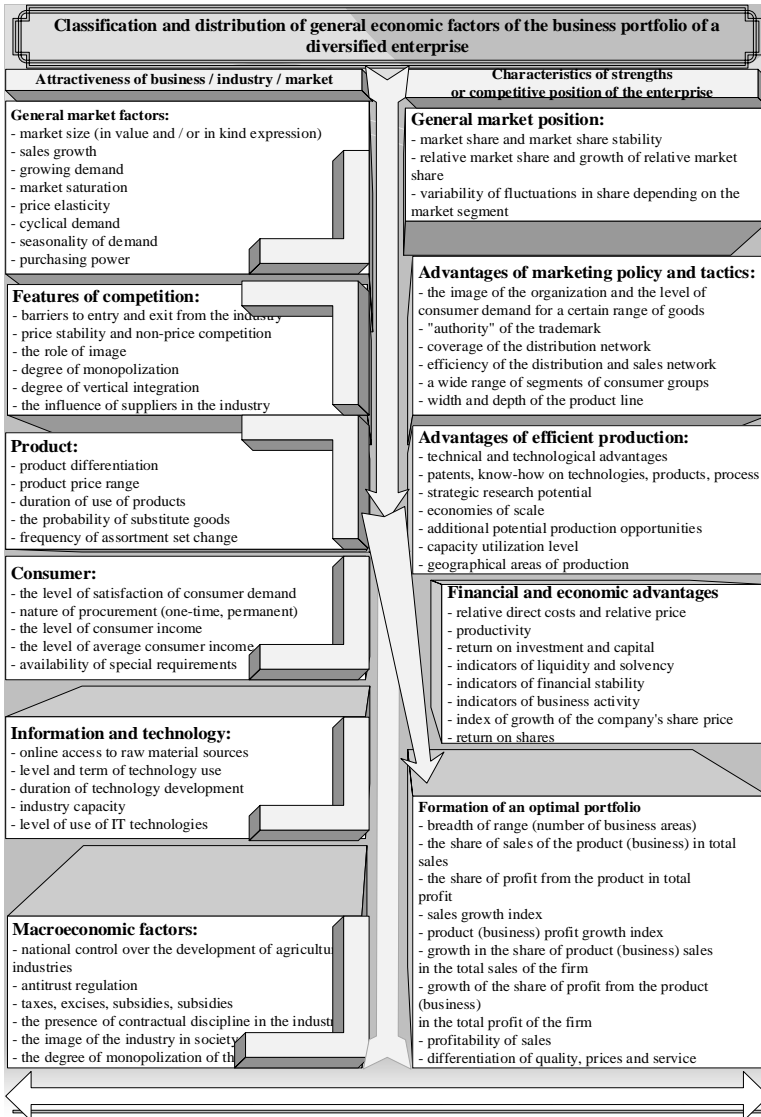 Classification and distribution of general economic factors of the business portfolio of a
diversified enterprise
Attractiveness of business / industry / market
General market factors:
- market size (in value and / or in kind expression)
- sales growth
- growing demand
- market saturation
- price elasticity
- cyclical demand
- seasonality of demand
- purchasing power
Features of competition:
- barriers to entry and exit from the industry
- price stability and non-price competition
- the role of image
- degree of monopolization
- degree of vertical integration
- the influence of suppliers in the industry
Product:
- product differentiation
- product price range
- duration of use of products
- the probability of substitute goods
- frequency of assortment set change
Consumer:
- the level of satisfaction of consumer demand
- nature of procurement (one-time, permanent)
- the level of consumer income
- the level of average consumer income
- availability of special requirements
Information and technology:
- online access to raw material sources
- level and term of technology use
- duration of technology development
- industry capacity
- level of use of IT technologies
Macroeconomic factors:
- national control over the development of
industries
- antitrust regulation
- taxes, excises, subsidies, subsidies
- the presence of contractual discipline in the
- the image of the industry in society
- the degree of monopolization of
Characteristics of strengths
or competitive position of the enterprise
General market position:
- market share and market share stability
- relative market share and growth of relative market
share
- variability of fluctuations in share depending on the
market segment
Advantages of marketing policy and tactics:
- the image of the organization and the level of
consumer demand for a certain range of goods
- "authority" of the trademark
- coverage of the distribution network
- efficiency of the distribution and sales network
- a wide range of segments of consumer groups
- width and depth of the product line
Advantages of efficient production:
- technical and technological advantages
- patents, know-how on technologies, products, process
- strategic research potential
- economies of scale
- additional potential production opportunities
- capacity utilization level
- geographical areas of production
Financial and economic advantages
- relative direct costs and relative price
- productivity
- return on investment and capital
- indicators of liquidity and solvency
- indicators of financial stability
- indicators of business activity
- index of growth of the company's share price
- return on shares
Formation of an optimal portfolio
- breadth of range (number of business areas)
- the share of sales of the product (business) in total
sales
- the share of profit from the product in total
profit
- sales growth index
- product (business) profit growth index
- growth in the share of product (business) sales
in the total sales of the firm
- growth of the share of profit from the product
(business)
in the total profit of the firm
- profitability of sales
- differentiation of quality, prices and service